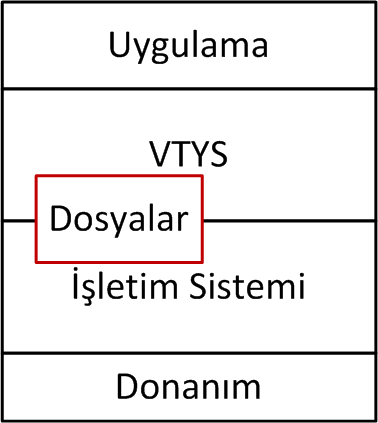 Uygulama
VTYS
Dosyalar
İşletim Sistemi
Donanım